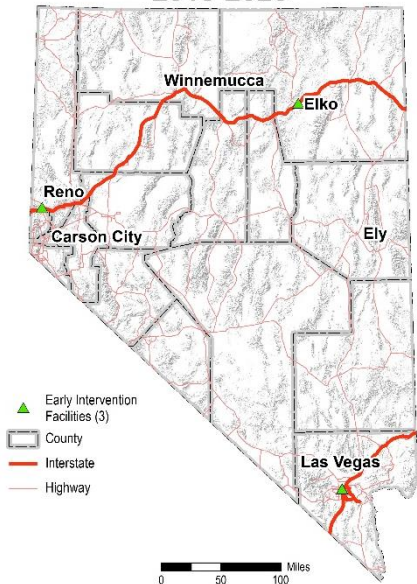 Winnemucca
Elko
Reno
Carson City
Ely
Las Vegas
Early Intervention
Facilities (3)
County
Interstate
Highway
Miles
0 50 100